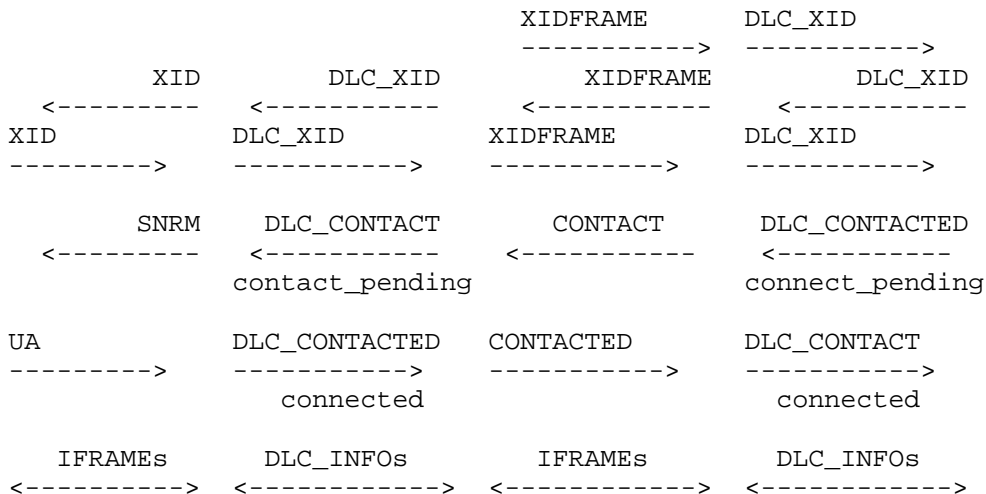 XIDFRAME      DLC_XID
                                ----------->  ----------->
         XID        DLC_XID         XIDFRAME         DLC_XID
  <---------   <-----------     <-----------     <-----------
XID           DLC_XID         XIDFRAME        DLC_XID
--------->    ----------->    ----------->    ----------->
        SNRM    DLC_CONTACT       CONTACT      DLC_CONTACTED
  <---------   <-----------    <-----------     <-----------
              contact_pending                 connect_pending
UA            DLC_CONTACTED   CONTACTED       DLC_CONTACT
--------->    ----------->    ----------->    ----------->
                 connected                      connected
   IFRAMEs      DLC_INFOs        IFRAMEs        DLC_INFOs
<---------->   <------------>  <------------>  <------------>